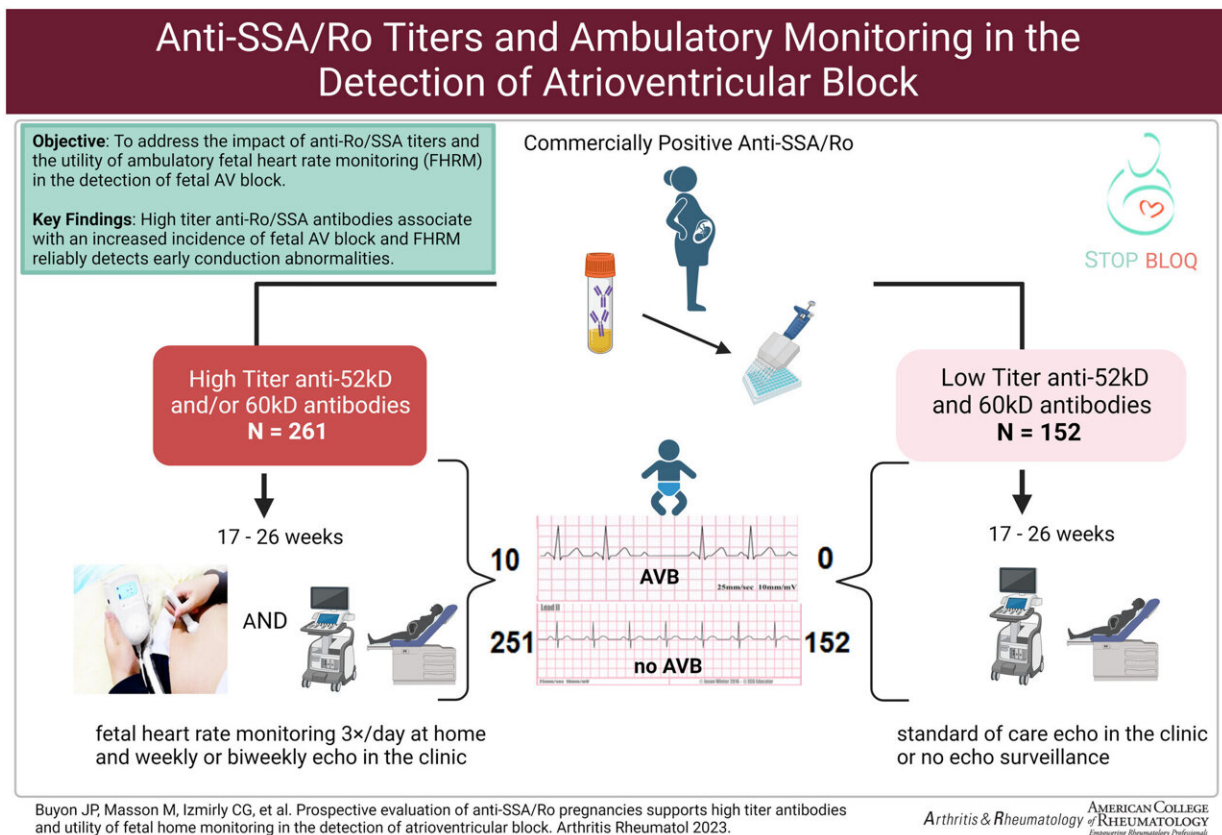 Anti-SSA/Ro Titers and Ambulatory Monitoring in the
Detection of Atrioventricular Block
Objective: To address the impact of anti-Ro/SSA titers and
the utility of ambulatory fetal heart rate monitoring (FHRM)
in the detection of fetal AV block.
Key Findings: High titer anti-Ro/SSA antibodies associate
with an increased incidence of fetal AV block and FHRM
reliably detects early conduction abnormalities.
Commercially Positive Anti-SSA/Ro
STOP BLOQ
High Titer anti-52kD
and/or 60kD antibodies
N = 261
Low Titer anti-52kD
and 60kD antibodies
N = 152
17 - 26 weeks
AND
fetal heart rate monitoring 3×/day at home
and weekly or biweekly echo in the clinic
10
AVB
25mm/sec 10mm/mV
0
Lead II
251
no AVB
152
25mm/sec 10mm/mV
17 - 26 weeks
standard of care echo in the clinic
or no echo surveillance
Buyon JP, Masson M, Izmirly CG, et al. Prospective evaluation of anti-SSA/Ro pregnancies supports high titer antibodies
and utility of fetal home monitoring in the detection of atrioventricular block. Arthritis Rheumatol 2023.
Arthritis & Rheumatology
AMERICAN COLLEGE
of RHEUMATOLOGY
Empowering Rheumatology Professionals